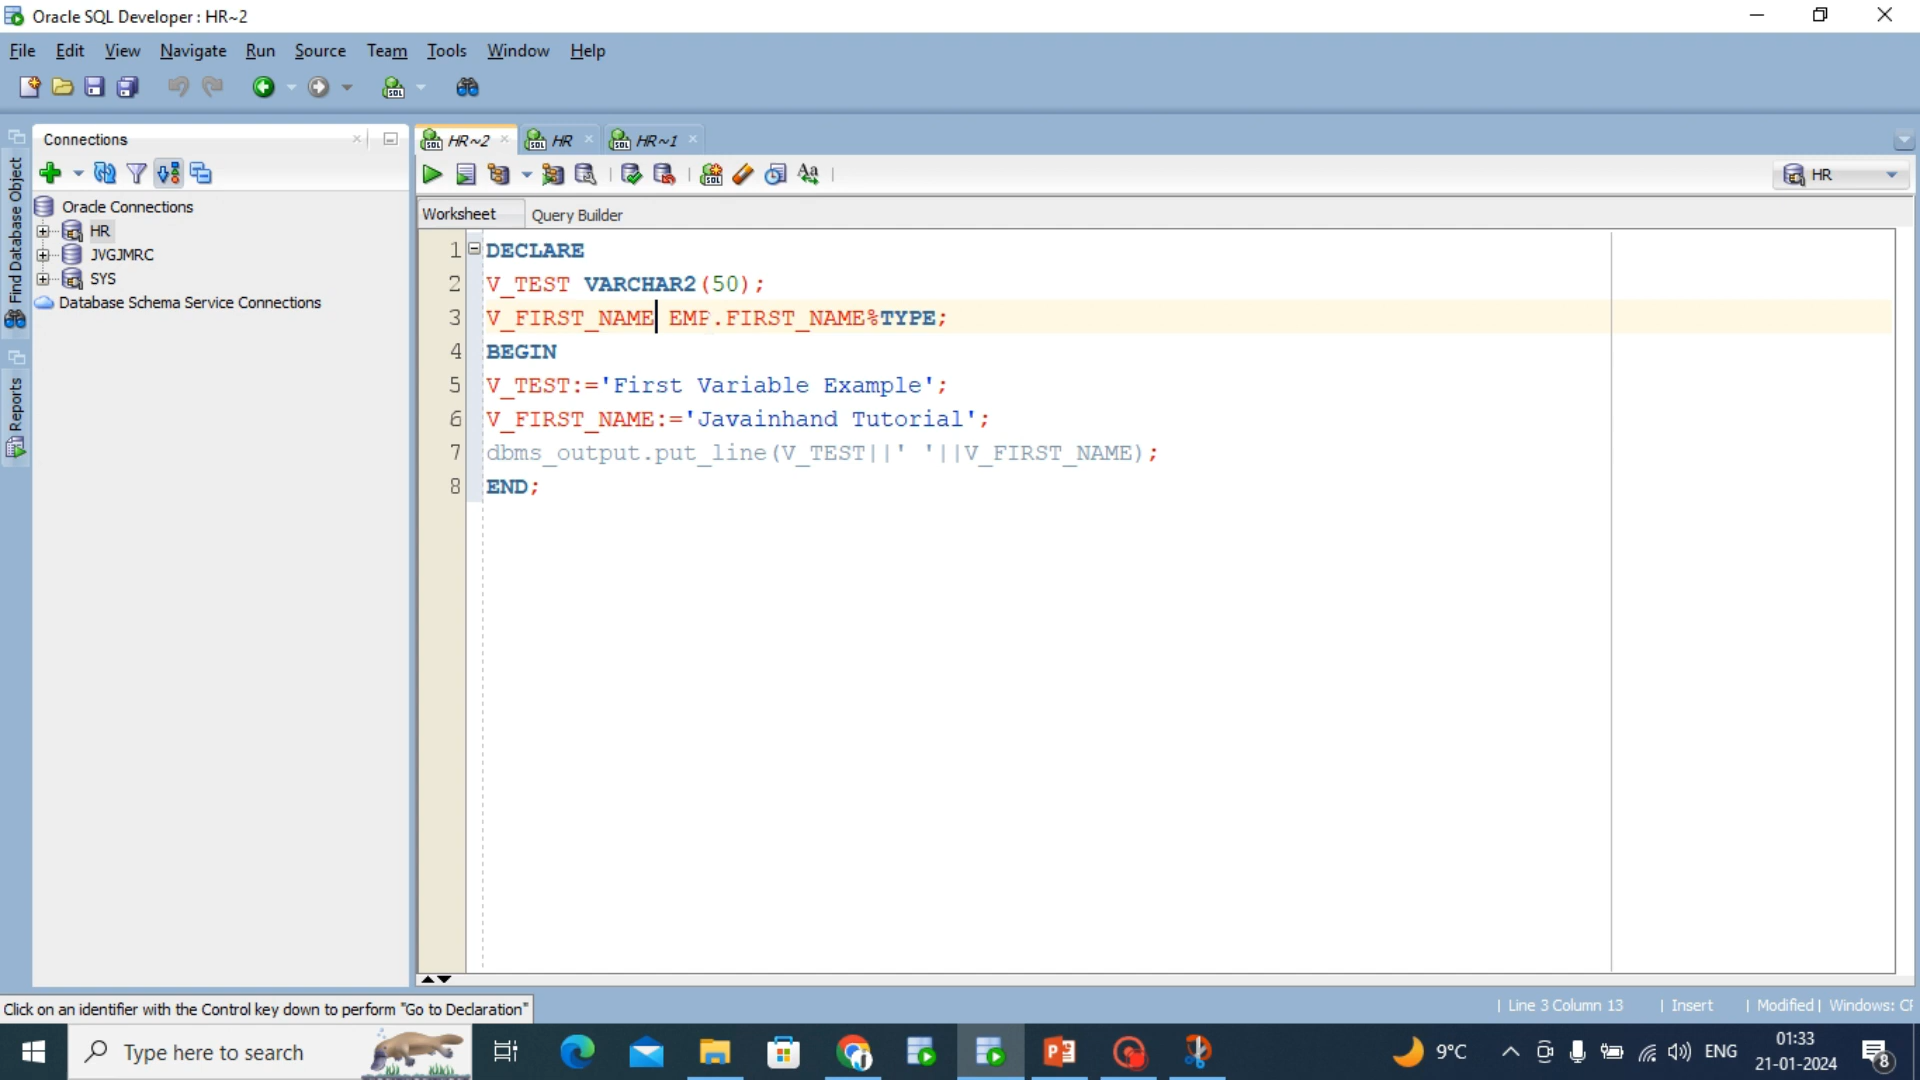 Oracle SQL Developer : HR~2
File Edit View Navigate Run Source Team Tools Window Help
Find Database Object
Reports
Connections
Oracle Connections
HR
JVGJMRC
SYS
Database Schema Service Connections
HR~2 HR HR~1
HR
Worksheet Query Builder
1 DECLARE
2 V_TEST VARCHAR2(50);
3 V_FIRST_NAME EMP.FIRST_NAME%TYPE;
4 BEGIN
5 V_TEST:='First Variable Example';
6 V_FIRST_NAME:='Javainhand Tutorial';
7 dbms_output.put_line(V_TEST||' '||V_FIRST_NAME);
8 END;
Click on an identifier with the Control key down to perform "Go to Declaration"
| Line 3 Column 13 | Insert | Modified | Windows: CF
Type here to search
9°C
ENG
01:33
21-01-2024
8